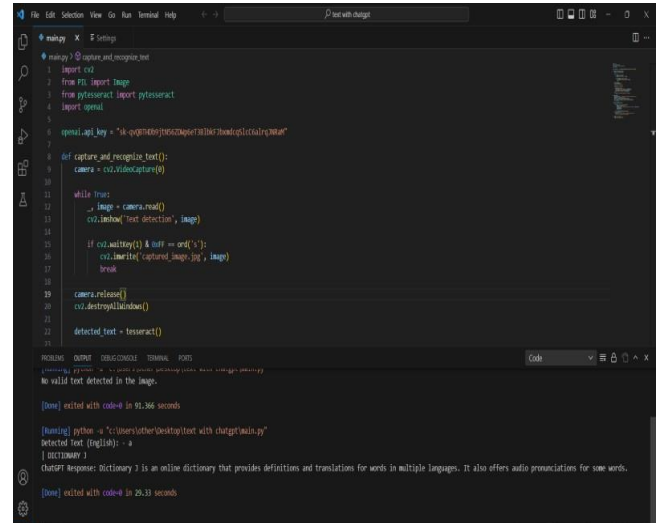 File Edit Selection View Go Run Terminal Help
text with chatgpt
main.py X Settings
main.py > capture_and_recognize_text
1 import cv2
2 from PIL import Image
3 from pytesseract import pytesseract
4 import openai
5
6 openai.api_key =
7
8 def capture_and_recognize_text():
9 camera = cv2.VideoCapture(0)
10
11 while True:
12 _, image = camera.read()
13 cv2.imshow('Text detection', image)
14
15 if cv2.waitKey(1) & 0xFF == ord('s'):
16 cv2.imwrite('captured_image.jpg', image)
17 break
18
19 camera.release()
20 cv2.destroyAllWindows()
21
22 detected_text = tesseract()
23
PROBLEMS OUTPUT DEBUG CONSOLE TERMINAL PORTS
Code
No valid text detected in the image.
[Done] exited with code=0 in 91.366 seconds
[Running] python -u "c:\Users\other\Desktop\text with chatgpt\main.py"
Detected Text (English): - a
| DICTIONARY J
ChatGPT Response: Dictionary J is an online dictionary that provides definitions and translations for words in multiple languages. It also offers audio pronunciations for some words.
[Done] exited with code=0 in 29.33 seconds